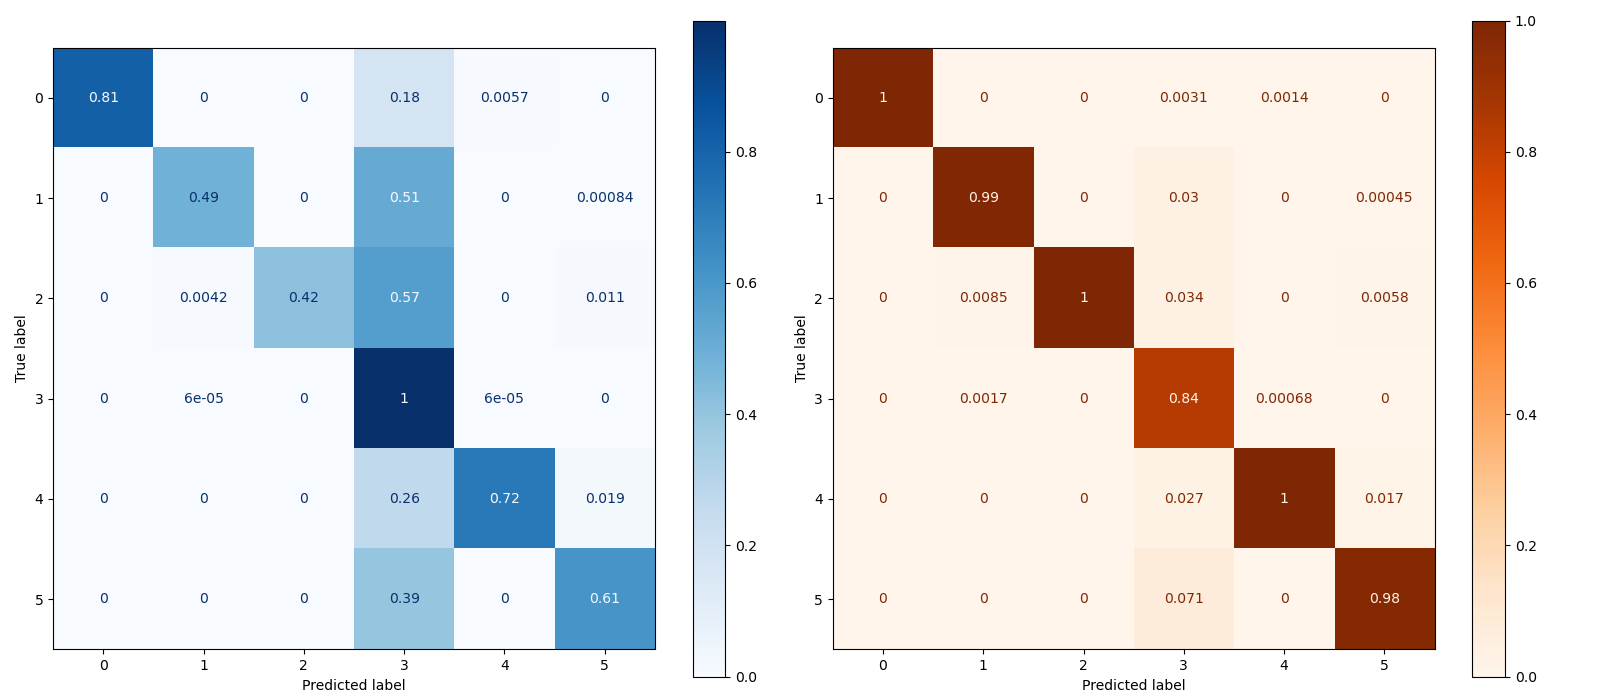 0 0.81 0 0 0.18 0.0057 0
1 0 0.49 0 0.51 0 0.00084
2 0 0.0042 0.42 0.57 0 0.011
3 0 6e-05 0 1 6e-05 0
4 0 0 0 0.26 0.72 0.019
5 0 0 0 0.39 0 0.61
0 1 2 3 4 5
True label
Predicted label
0.8
0.6
0.4
0.2
0.0
0 1 0 0 0.0031 0.0014 0
1 0 0.99 0 0.03 0 0.00045
2 0 0.0085 1 0.034 0 0.0058
3 0 0.0017 0 0.84 0.00068 0
4 0 0 0 0.027 1 0.017
5 0 0 0 0.071 0 0.98
0 1 2 3 4 5
True label
Predicted label
1.0
0.8
0.6
0.4
0.2
0.0